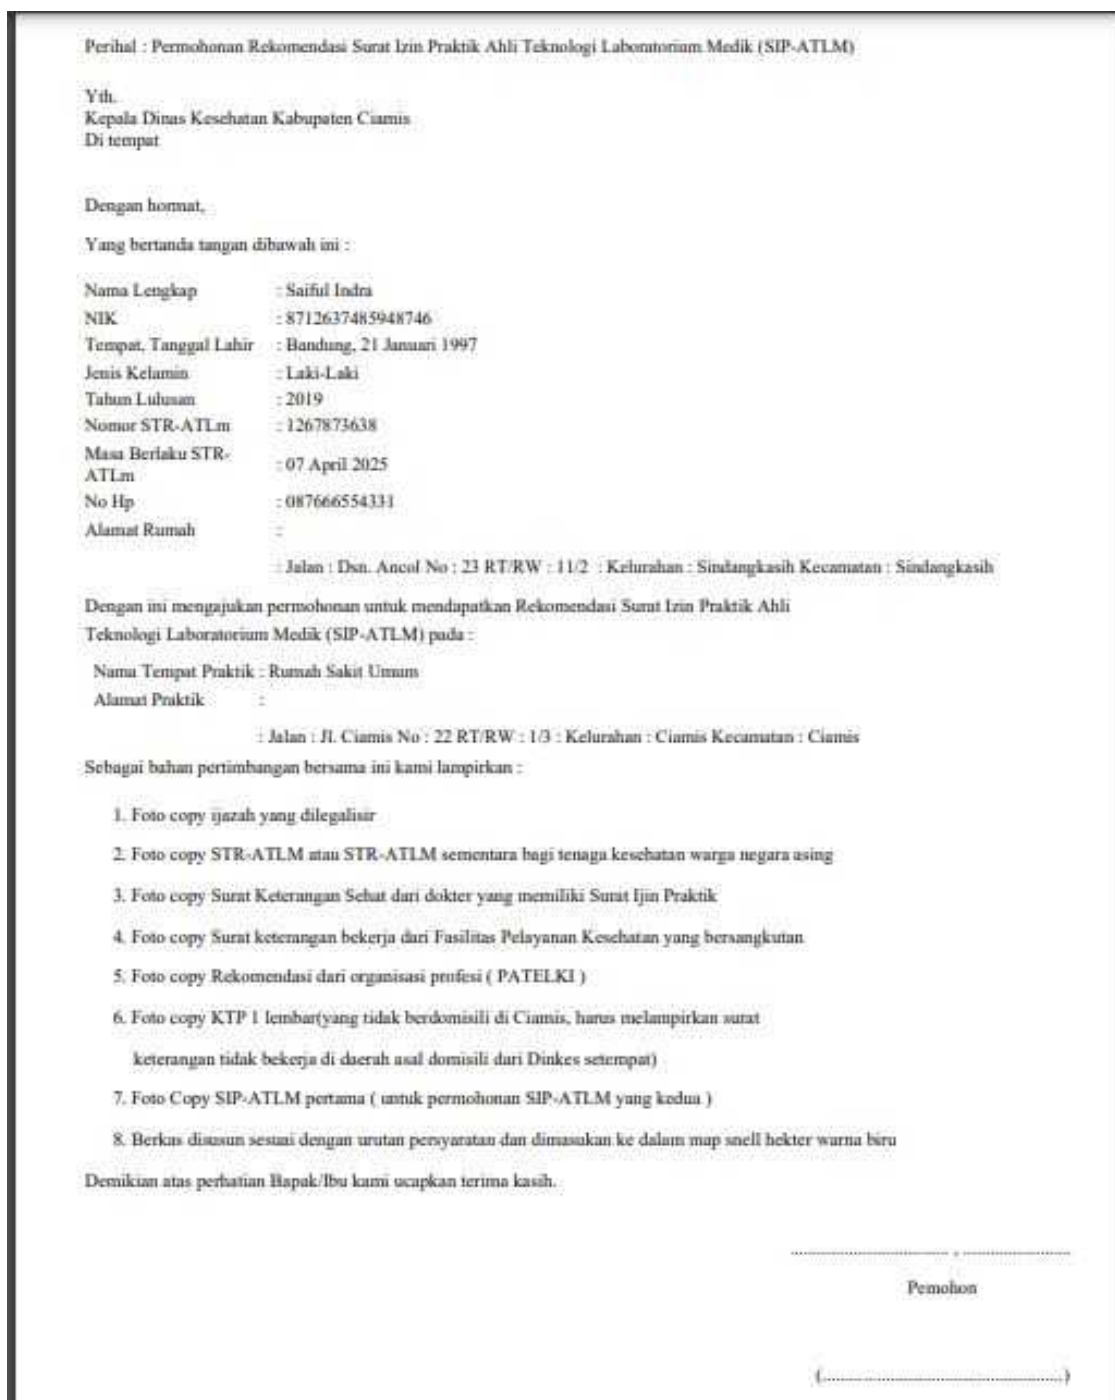 Perihal : Permohonan Rekomendasi Surat Izin Praktik Ahli Teknologi Laboratorium Medik (SIP-ATLM)
Yth.
Kepala Dinas Kesehatan Kabupaten Ciamis
Di tempat
Dengan hormat,
Yang bertanda tangan dibawah ini :
Nama Lengkap : Saiful Indra
NIK : 8712637485948746
Tempat, Tanggal Lahir : Bandung, 21 Januari 1997
Jenis Kelamin : Laki-Laki
Tahun Lulusan : 2019
Nomor STR-ATLm : 1267873638
Masa Berlaku STR-
ATLm : 07 April 2025
No Hp : 087666554331
Alamat Rumah :
: Jalan : Dsn. Ancol No : 23 RT/RW : 11/2 : Kelurahan : Sindangkasih Kecamatan : Sindangkasih
Dengan ini mengajukan permohonan untuk mendapatkan Rekomendasi Surat Izin Praktik Ahli
Teknologi Laboratorium Medik (SIP-ATLM) pada :
Nama Tempat Praktik : Rumah Sakit Umum
Alamat Praktik :
: Jalan : Jl. Ciamis No : 22 RT/RW : 1/3 : Kelurahan : Ciamis Kecamatan : Ciamis
Sebagai bahan pertimbangan bersama ini kami lampirkan :
1. Foto copy ijazah yang dilegalisir
2. Foto copy STR-ATLM atau STR-ATLM sementara bagi tenaga kesehatan warga negara asing
3. Foto copy Surat Keterangan Sehat dari dokter yang memiliki Surat Ijin Praktik
4. Foto copy Surat keterangan bekerja dari Fasilitas Pelayanan Kesehatan yang bersangkutan
5. Foto copy Rekomendasi dari organisasi profesi ( PATELKI )
6. Foto copy KTP 1 lembar(yang tidak berdomisili di Ciamis, harus melampirkan surat
keterangan tidak bekerja di daerah asal domisili dari Dinkes setempat)
7. Foto Copy SIP-ATLM pertama ( untuk permohonan SIP-ATLM yang kedua )
8. Berkas disusun sesuai dengan urutan persyaratan dan dimasukan ke dalam map snell hekter warna biru
Demikian atas perhatian Bapak/Ibu kami ucapkan terima kasih.
........................................ , ...........................
Pemohon
(............................................................)